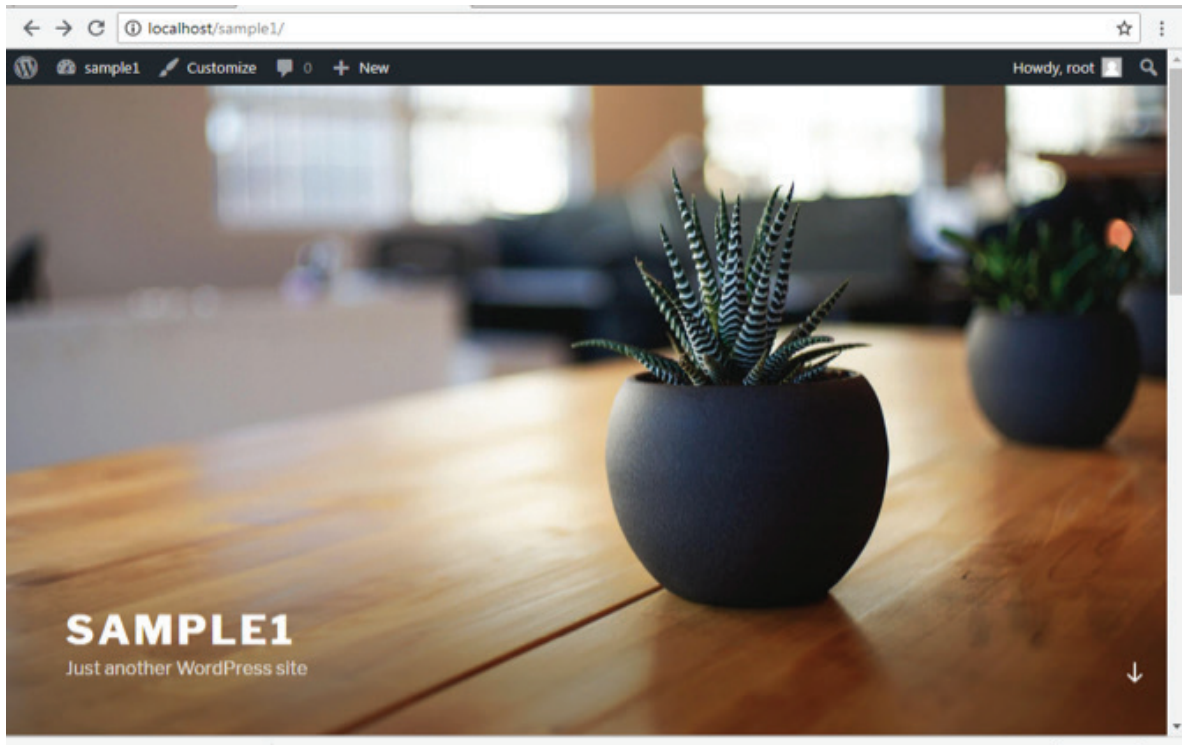 localhost/sample1/
sample1 Customize 0 + New Howdy, root
SAMPLE1
Just another WordPress site